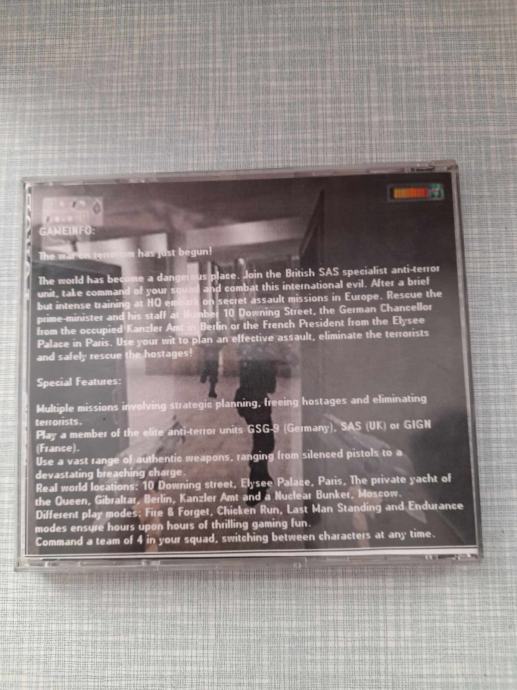 GAMEINFO:
The war on terrorism has just begun!
The world has become a dangerous place. Join the British SAS specialist anti-terror
unit, take command of your squad and combat this international evil. After a brief
but intense training at HQ embark on secret assault missions in Europe. Rescue the
prime-minister and his staff at Number 10 Downing Street, the German Chancellor
from the occupied Kanzler Amt in Berlin or the French President from the Elysee
Palace in Paris. Use your wit to plan an effective assault, eliminate the terrorists
and safely rescue the hostages!
Special Features:
Multiple missions involving strategic planning, freeing hostages and eliminating
terrorists.
Play a member of the elite anti-terror units GSG-9 (Germany), SAS (UK) or GIGN
(France).
Use a vast range of authentic weapons, ranging from silenced pistols to a
devastating breaching charge.
Real world locations: 10 Downing street, Elysee Palace, Paris, The private yacht of
the Queen, Gibraltar, Berlin, Kanzler Amt and a Nuclear Bunker, Moscow.
Different play modes: Fire & Forget, Chicken Run, Last Man Standing and Endurance
modes ensure hours upon hours of thrilling gaming fun.
Command a team of 4 in your squad, switching between characters at any time.